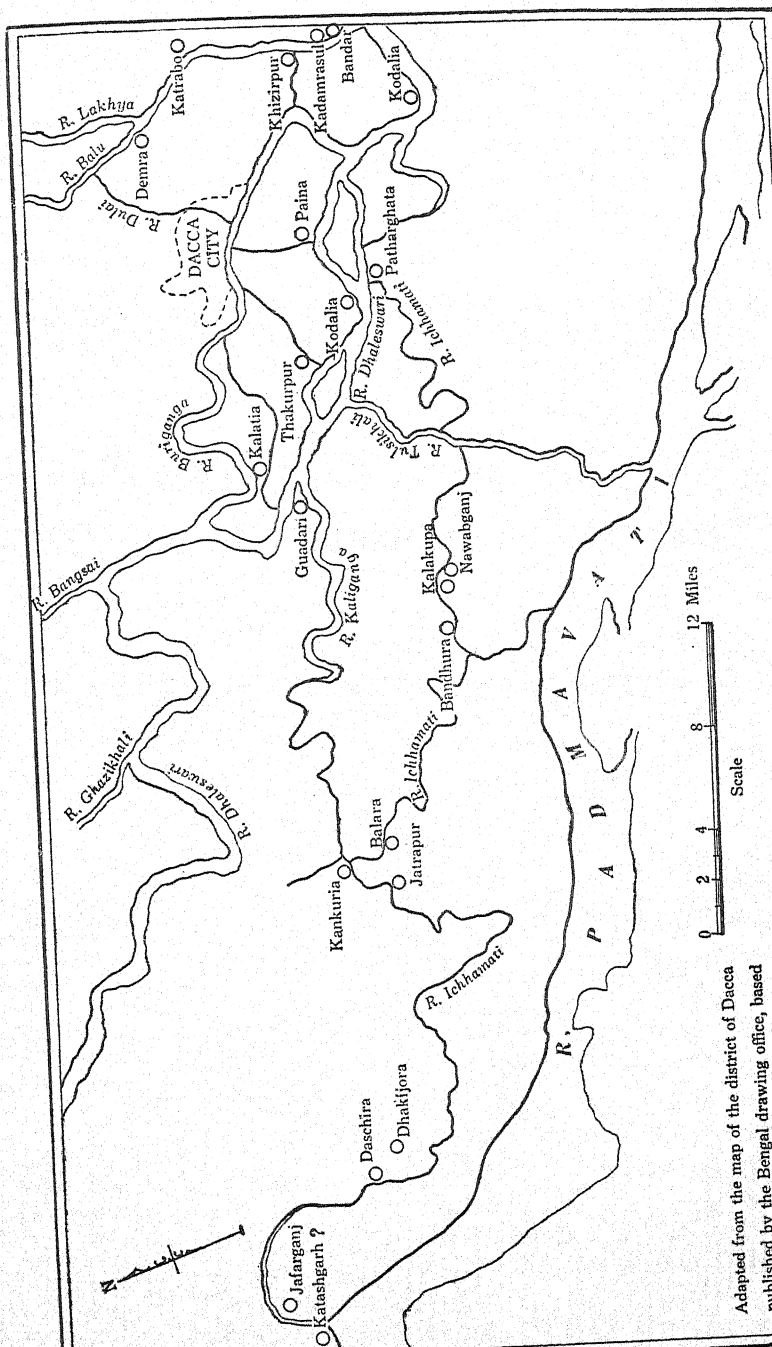 R. Lakhya
Katrabo
R. Balu
Demra
R. Dulai
DACCA
CITY
Khizirpur
Kadamrasul
Bandar
Kodalia
Paina
Patharghata
R. Ichhamati
Kodalia
R. Dhaleswari
Thakurpur
R. Buriganga
Kalatia
R. Tulsikhali
R. Bangsai
Guadari
R. Kaliganga
Kalakupa
Nawabganj
Bandhura
R. Ichhamati
R. Ghazikhali
R. Dhaleswari
Balara
Jatrapur
Kankuria
R. Ichhamati
Daschira
Dhakijora
Jafarganj
Katashgarh ?
N
R. PADMAVATI
0 2 4 8 12 Miles
Scale
Adapted from the map of the district of Dacca
published by the Bengal drawing office, based